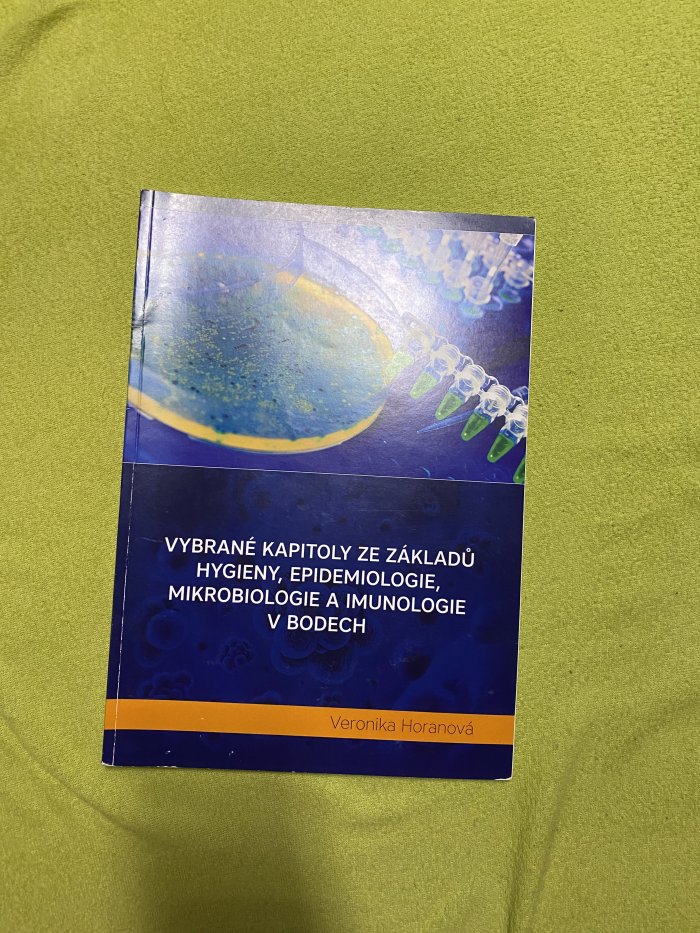 VYBRANÉ KAPITOLY ZE ZÁKLADŮ
HYGIENY, EPIDEMIOLOGIE,
MIKROBIOLOGIE A IMUNOLOGIE
V BODECH
Veronika Horanová